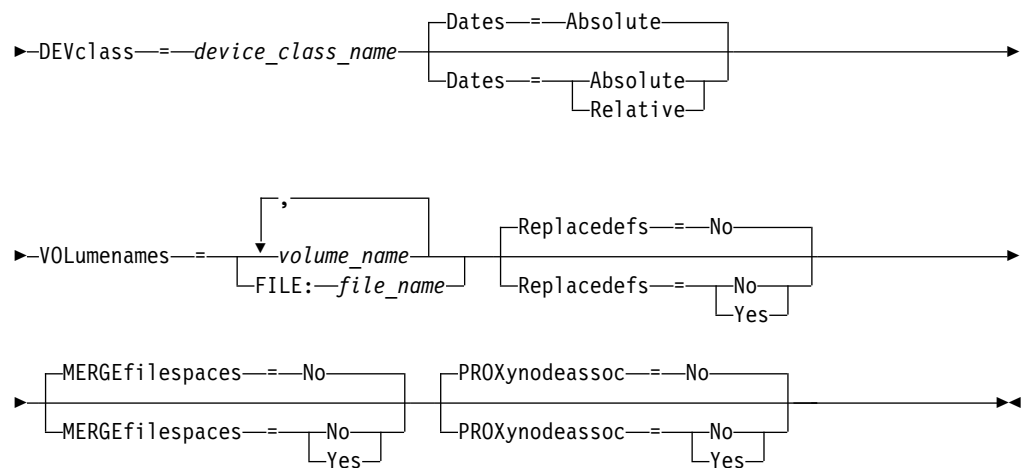 Dates = Absolute
DEVclass = device_class_name
Dates = Absolute
Relative
,
VOLumenames = volume_name
FILE: file_name
Replacedefs = No
Replacedefs = No
Yes
MERGEfilespaces = No
MERGEfilespaces = No
Yes
PROXynodeassoc = No
PROXynodeassoc = No
Yes